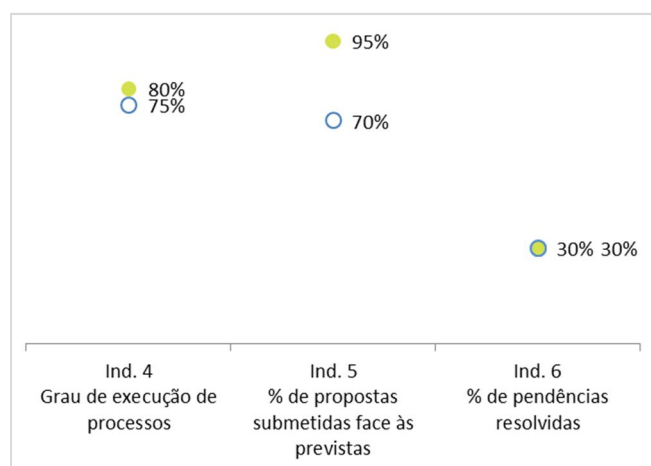 95%
80%
75%
70%
30% 30%
Ind. 4
Grau de execução de
processos
Ind. 5
% de propostas
submetidas face às
previstas
Ind. 6
% de pendências
resolvidas